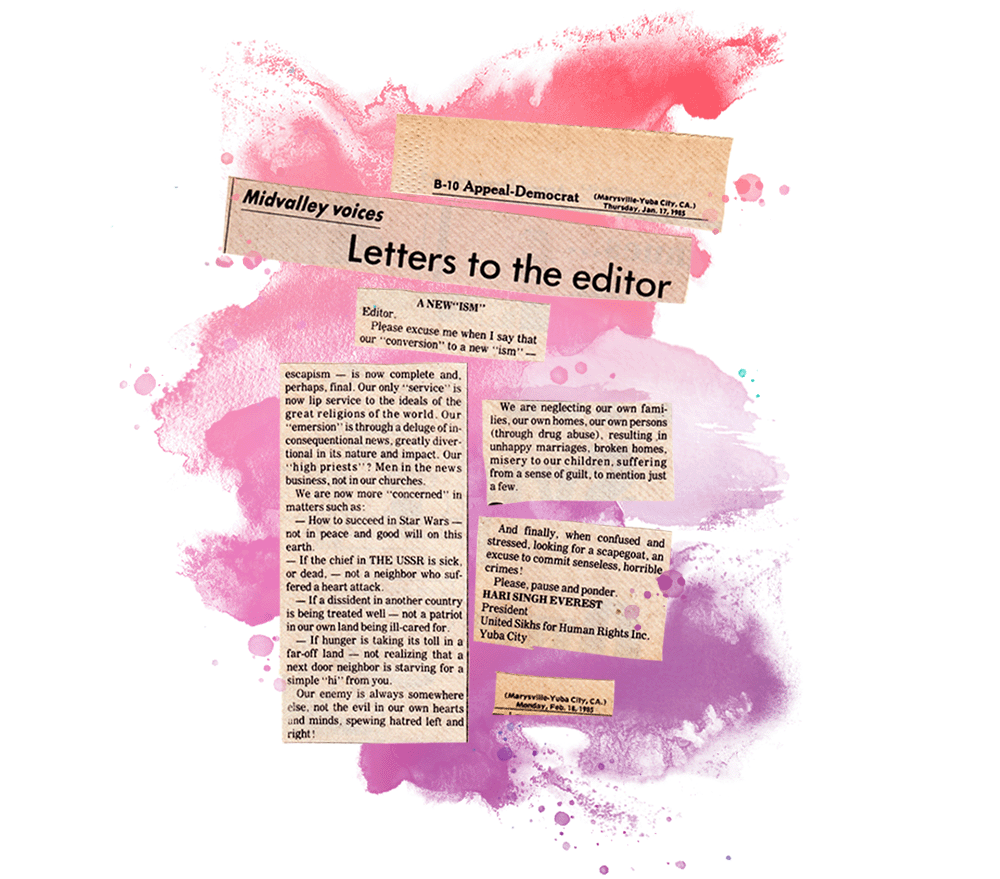 B-10 Appeal-Democrat
(Marysville-Yuba City, CA.)
Thursday, Jan. 17, 1985
Midvalley voices
Letters to the editor
A NEW "ISM"
Editor,
Please excuse me when I say that
our "conversion" to a new "ism" —
escapism — is now complete and,
perhaps, final. Our only "service" is
now lip service to the ideals of the
great religions of the world. Our
"emersion" is through a deluge of in-
consequentional news, greatly diver-
tional in its nature and impact. Our
"high priests"? Men in the news
business, not in our churches.
We are now more "concerned" in
matters such as:
— How to succeed in Star Wars —
not in peace and good will on this
earth.
— If the chief in THE USSR is sick,
or dead, — not a neighbor who suf-
fered a heart attack.
— If a dissident in another country
is being treated well — not a patriot
in our own land being ill-cared for.
— If hunger is taking its toll in a
far-off land — not realizing that a
next door neighbor is starving for a
simple "hi" from you.
Our enemy is always somewhere
else, not the evil in our own hearts
and minds, spewing hatred left and
right!
We are neglecting our own fami-
lies, our own homes, our own persons
(through drug abuse), resulting in
unhappy marriages, broken homes,
misery to our children, suffering
from a sense of guilt, to mention just
a few.
And finally, when confused and
stressed, looking for a scapegoat, an
excuse to commit senseless, horrible
crimes!
Please, pause and ponder.
HARI SINGH EVEREST
President
United Sikhs for Human Rights Inc.
Yuba City
(Marysville-Yuba City, CA.)
Monday, Feb. 18, 1985